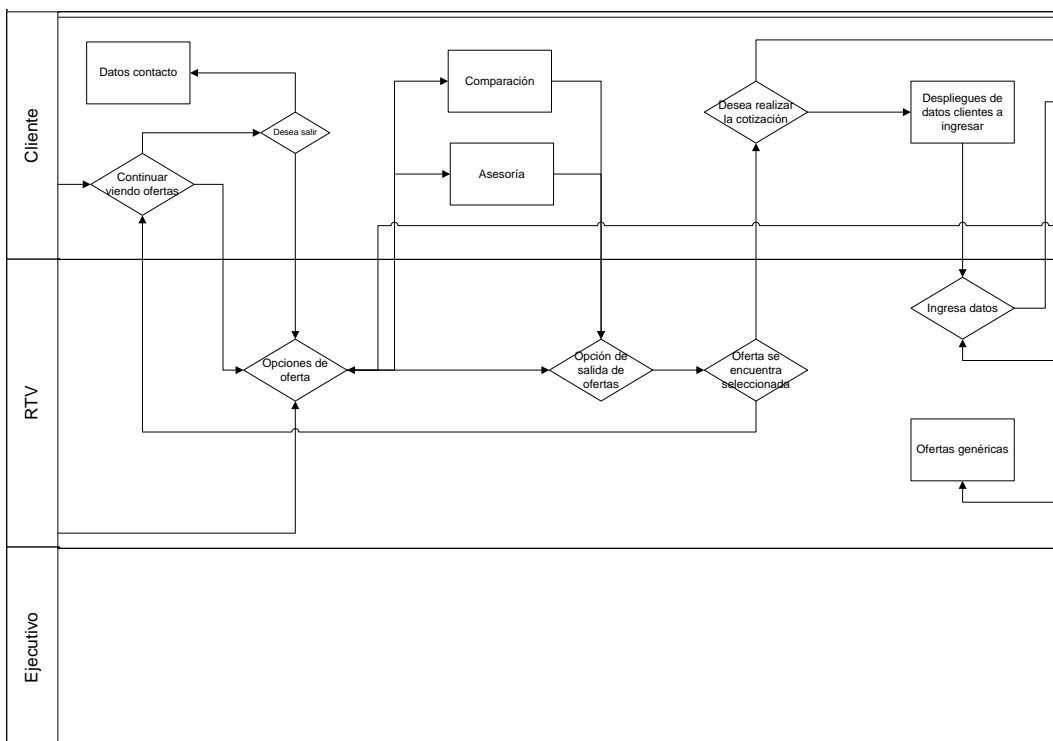 Cliente
Datos contacto
Desea salir
Continuar
viendo ofertas
Comparación
Asesoría
Desea realizar
la cotización
Despliegues de
datos clientes a
ingresar
RTV
Opciones de
oferta
Opción de
salida de
ofertas
Oferta se
encuentra
seleccionada
Ingresa datos
Ofertas genéricas
Ejecutivo